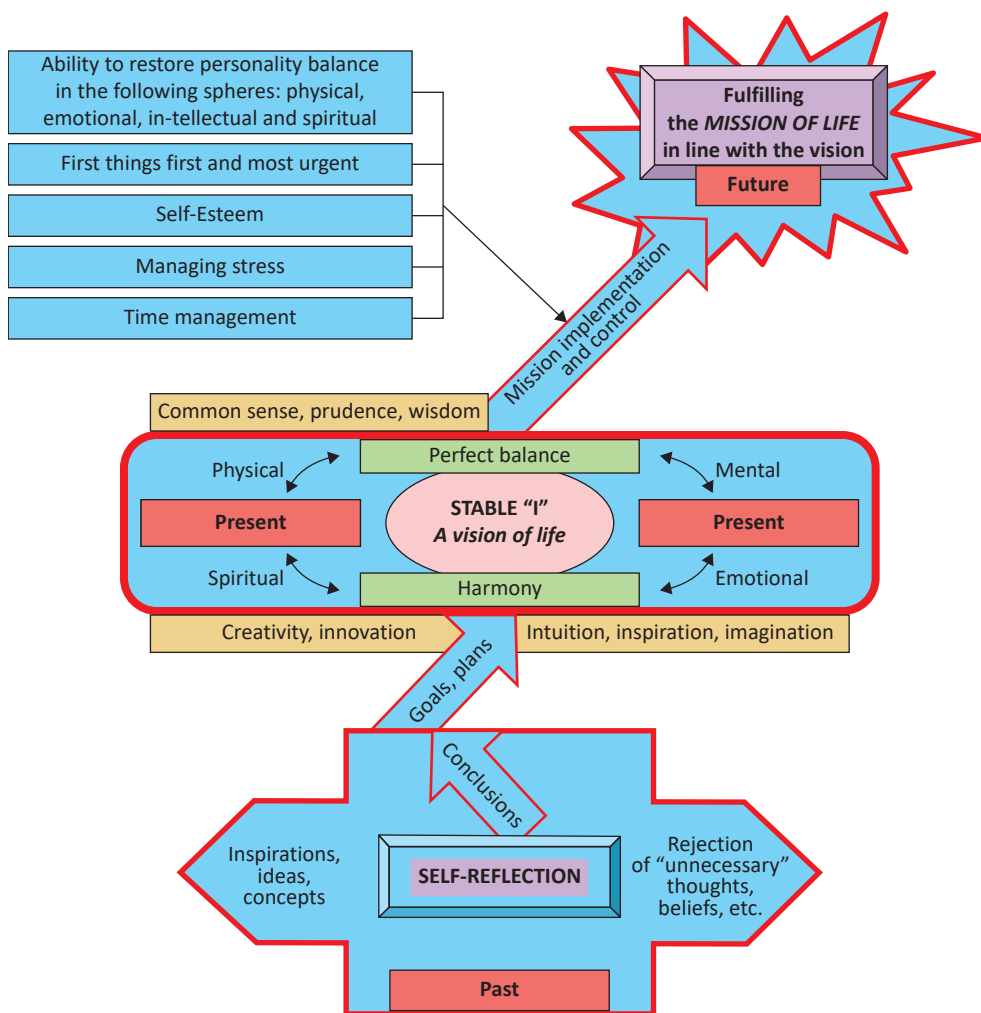 Ability to restore personality balance
in the following spheres: physical,
emotional, in-tellectual and spiritual
First things first and most urgent
Self-Esteem
Managing stress
Time management
Fulfilling
the MISSION OF LIFE
in line with the vision
Future
Mission implementation
and control
Common sense, prudence, wisdom
Perfect balance
Physical
Mental
Present
STABLE “I”
A vision of life
Present
Spiritual
Emotional
Harmony
Creativity, innovation
Intuition, inspiration, imagination
Goals, plans
Conclusions
Inspirations,
ideas,
concepts
SELF-REFLECTION
Rejection
of “unnecessary”
thoughts,
beliefs, etc.
Past